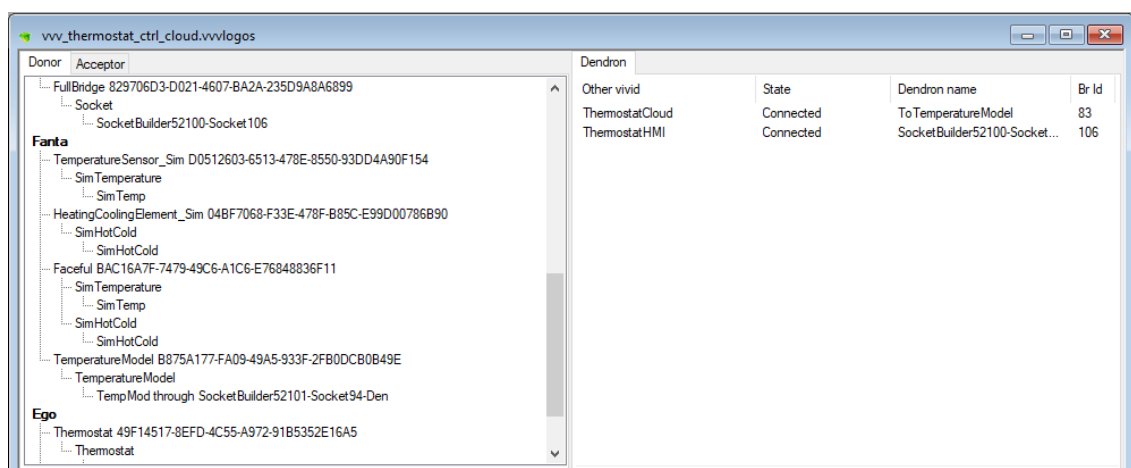 vvv_thermostat_ctrl_cloud.vvvlogos
Donor Acceptor
FullBridge 829706D3-D021-4607-BA2A-235D9A8A6899
Socket
SocketBuilder52100-Socket106
Fanta
TemperatureSensor_Sim D0512603-6513-478E-8550-93DD4A90F154
SimTemperature
SimTemp
HeatingCoolingElement_Sim 04BF7068-F33E-478F-B85C-E99D00786B90
SimHotCold
SimHotCold
Faceful BAC16A7F-7479-49C6-A1C6-E76848836F11
SimTemperature
SimTemp
SimHotCold
SimHotCold
TemperatureModel B875A177-FA09-49A5-933F-2FB0DCB0B49E
TemperatureModel
TempMod through SocketBuilder52101-Socket94-Den
Ego
Thermostat 49F14517-8EFD-4C55-A972-91B5352E16A5
Thermostat
Dendron
Other vivid State Dendron name Br Id
ThermostatCloud Connected ToTemperatureModel 83
ThermostatHMI Connected SocketBuilder52100-Socket... 106